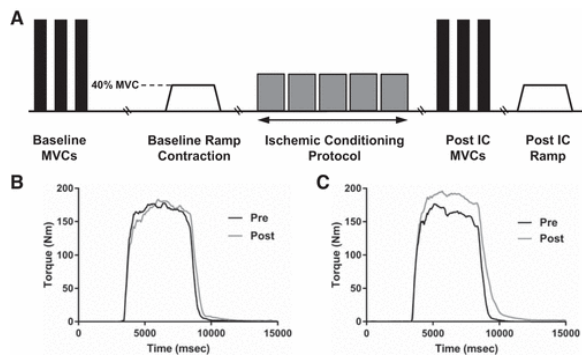 A
40% MVC
Baseline MVCs
Baseline Ramp Contraction
Ischemic Conditioning Protocol
Post IC MVCs
Post IC Ramp
B
Torque (Nm)
200
150
100
50
0
0
5000
10000
15000
Time (msec)
Pre
Post
C
Torque (Nm)
200
150
100
50
0
0
5000
10000
15000
Time (msec)
Pre
Post